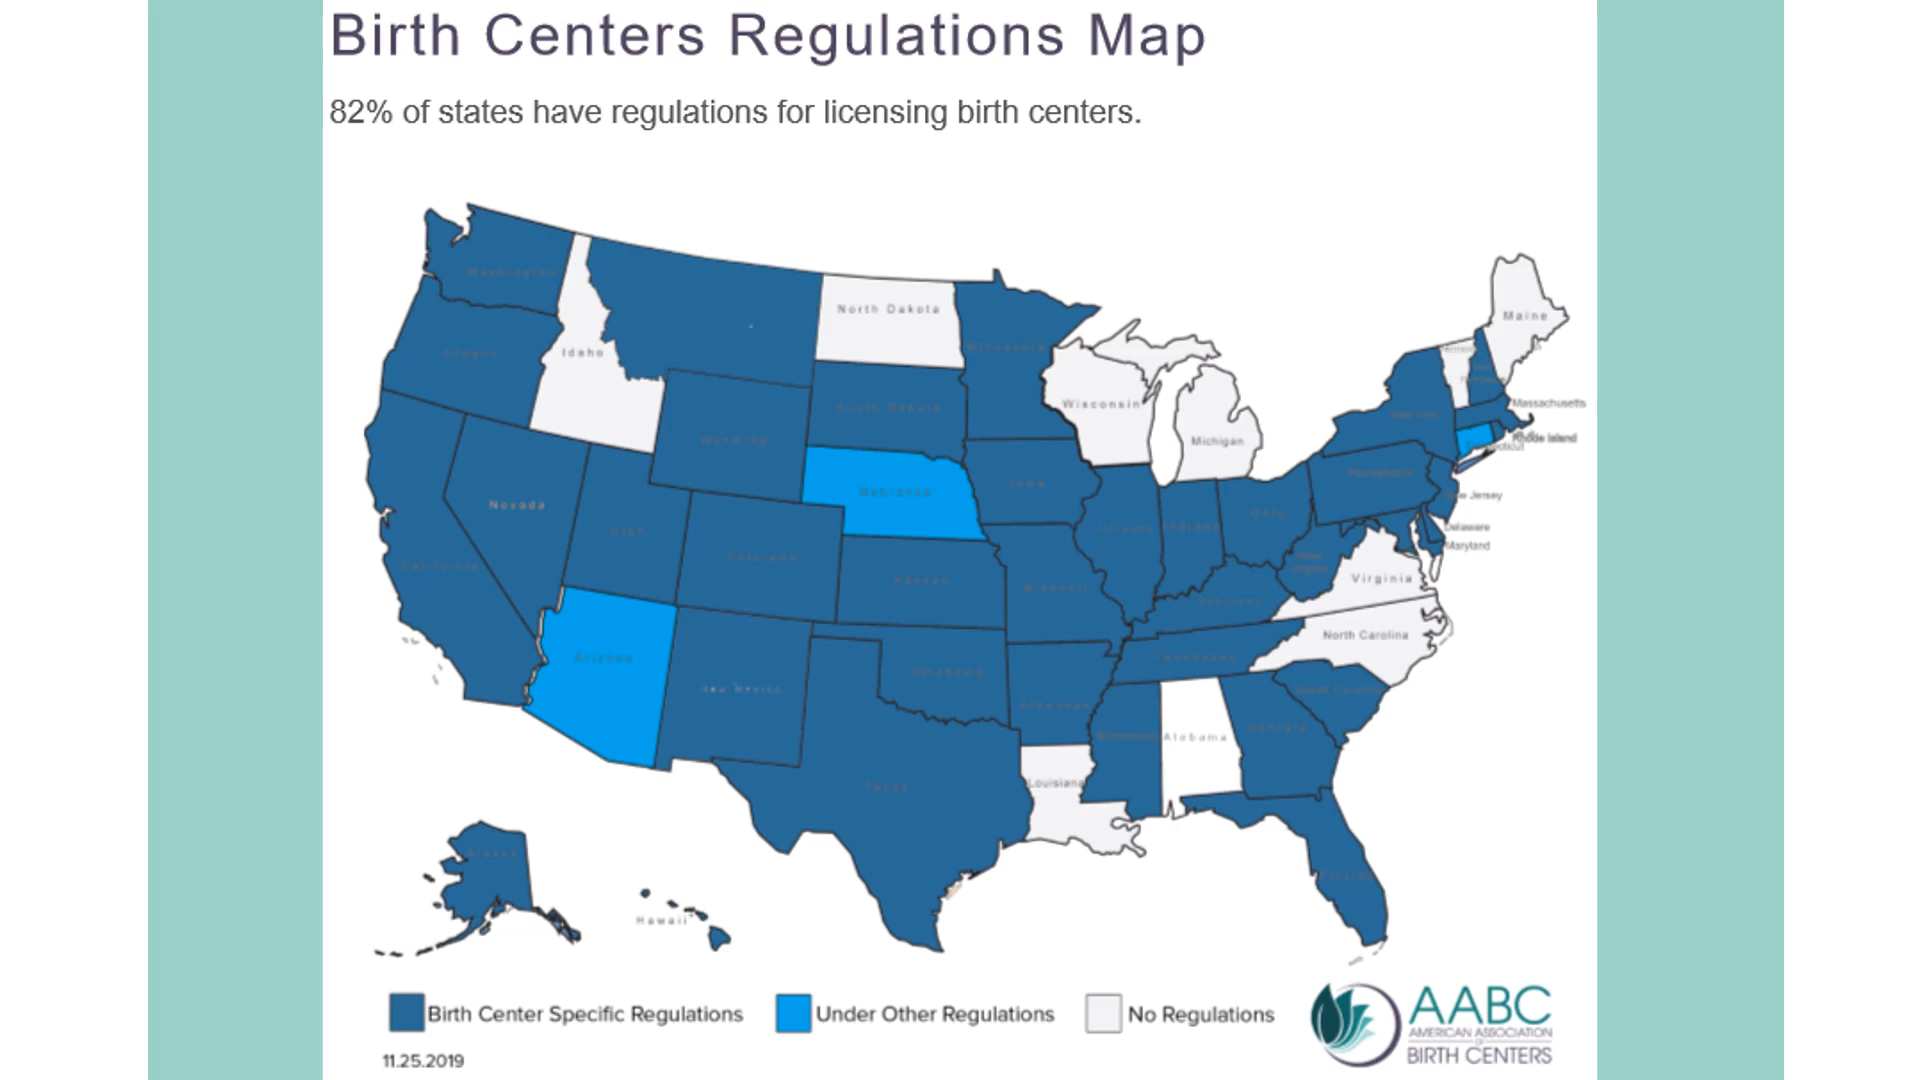 Birth Centers Regulations Map
82% of states have regulations for licensing birth centers.
Washington
North Dakota
Maine
Minnesota
Oregon
Idaho
Wisconsin
Massachusetts
South Dakota
New York
Michigan
Rhode Island
Wyoming
Pennsylvania
Iowa
Nebraska
New Jersey
Nevada
Ohio
Illinois
Indiana
Delaware
Utah
Colorado
Maryland
California
West
Virginia
Virginia
Kansas
Missouri
Kentucky
North Carolina
Arizona
Tennessee
Oklahoma
New Mexico
South Carolina
Arkansas
Georgia
Mississippi
Alabama
Texas
Louisiana
Alaska
Florida
Hawaii
Birth Center Specific Regulations
Under Other Regulations
No Regulations
11.25.2019
AABC
AMERICAN ASSOCIATION
OF
BIRTH CENTERS